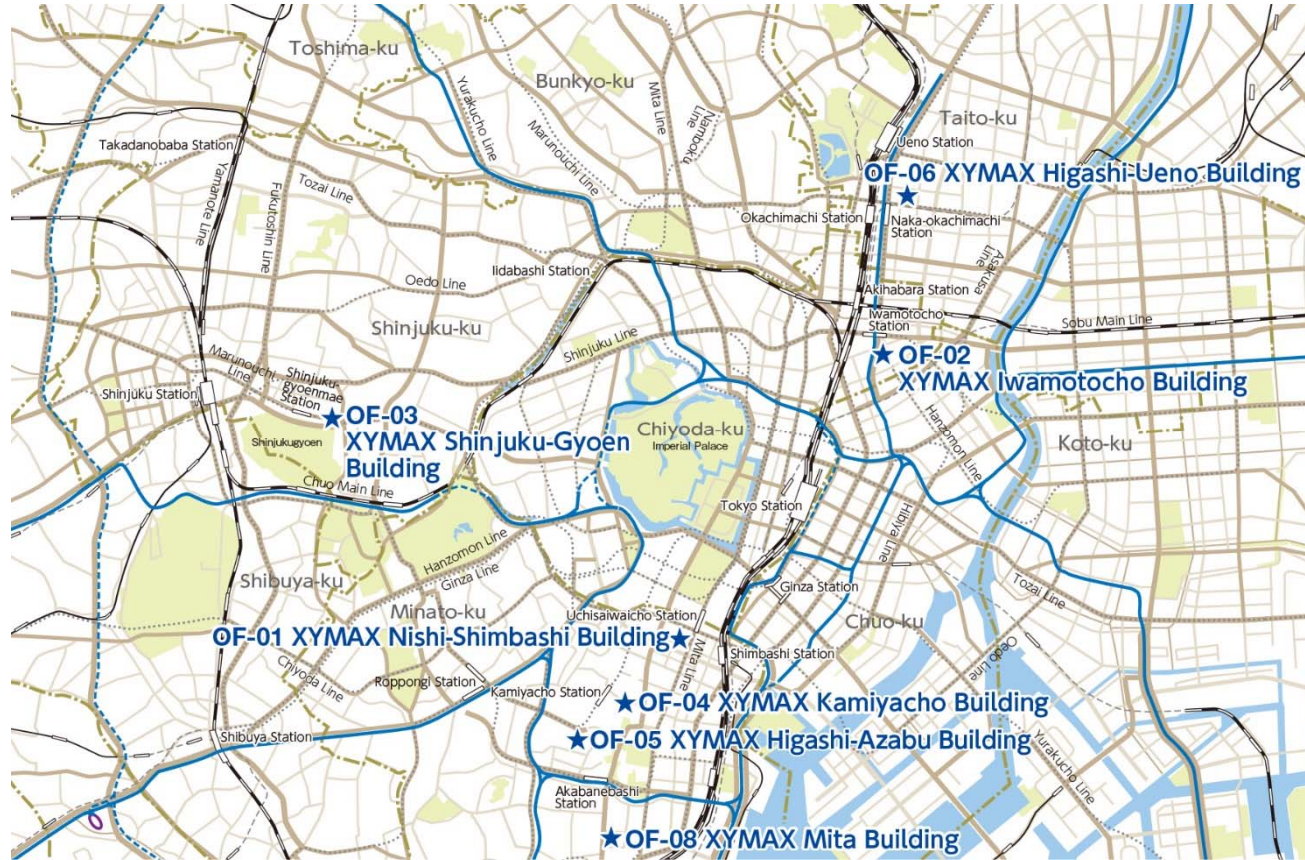 Toshima-ku
Bunkyo-ku
Yurakucho Line
Marunouchi Line
Mita Line
Namboku
Line
Taito-ku
Ueno Station
Takadanobaba Station
Yamanote Line
Tozai Line
Fukutoshin Line
OF-06 XYMAX Higashi-Ueno Building
Okachimachi Station
Naka-okachimachi
Station
Asakusa
Line
Iidabashi Station
Oedo Line
Akihabara Station
Iwamotocho
Station
Sobu Main Line
Shinjuku-ku
Shinjuku Line
Marunouchi
Line
Shinjuku-
gyoenmae
Station
Shinjuku Station
OF-02
XYMAX Iwamotocho Building
OF-03
XYMAX Shinjuku-Gyoen
Building
Shinjukugyoen
Chiyoda-ku
Imperial Palace
Hanzomon Line
Koto-ku
Chuo Main Line
Tokyo Station
Hibiya Line
Hanzomon Line
Ginza Line
Shibuya-ku
Minato-ku
Ginza Station
Tozai Line
Uchisaiwaicho Station
Chuo-ku
OF-01 XYMAX Nishi-Shimbashi Building
Mita Line
Shimbashi Station
Oedo Line
Chiyoda Line
Roppongi Station
Kamiyacho Station
OF-04 XYMAX Kamiyacho Building
Shibuya Station
OF-05 XYMAX Higashi-Azabu Building
Yurakucho Line
Akabanebashi
Station
OF-08 XYMAX Mita Building